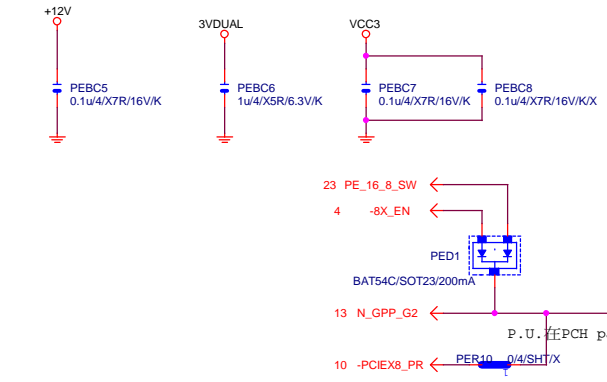 +12V
3VDUAL
VCC3
PEBC5
0.1u/4/X7R/16V/K
PEBC6
1u/4/X5R/6.3V/K
PEBC7
0.1u/4/X7R/16V/K
PEBC8
0.1u/4/X7R/16V/K/X
23 PE_16_8_SW
4 -8X_EN
PED1
BAT54C/SOT23/200mA
13 N_GPP_G2
P.U.在PCH pa
10 -PCIEX8_PR
PER10 0/4/SHT/X